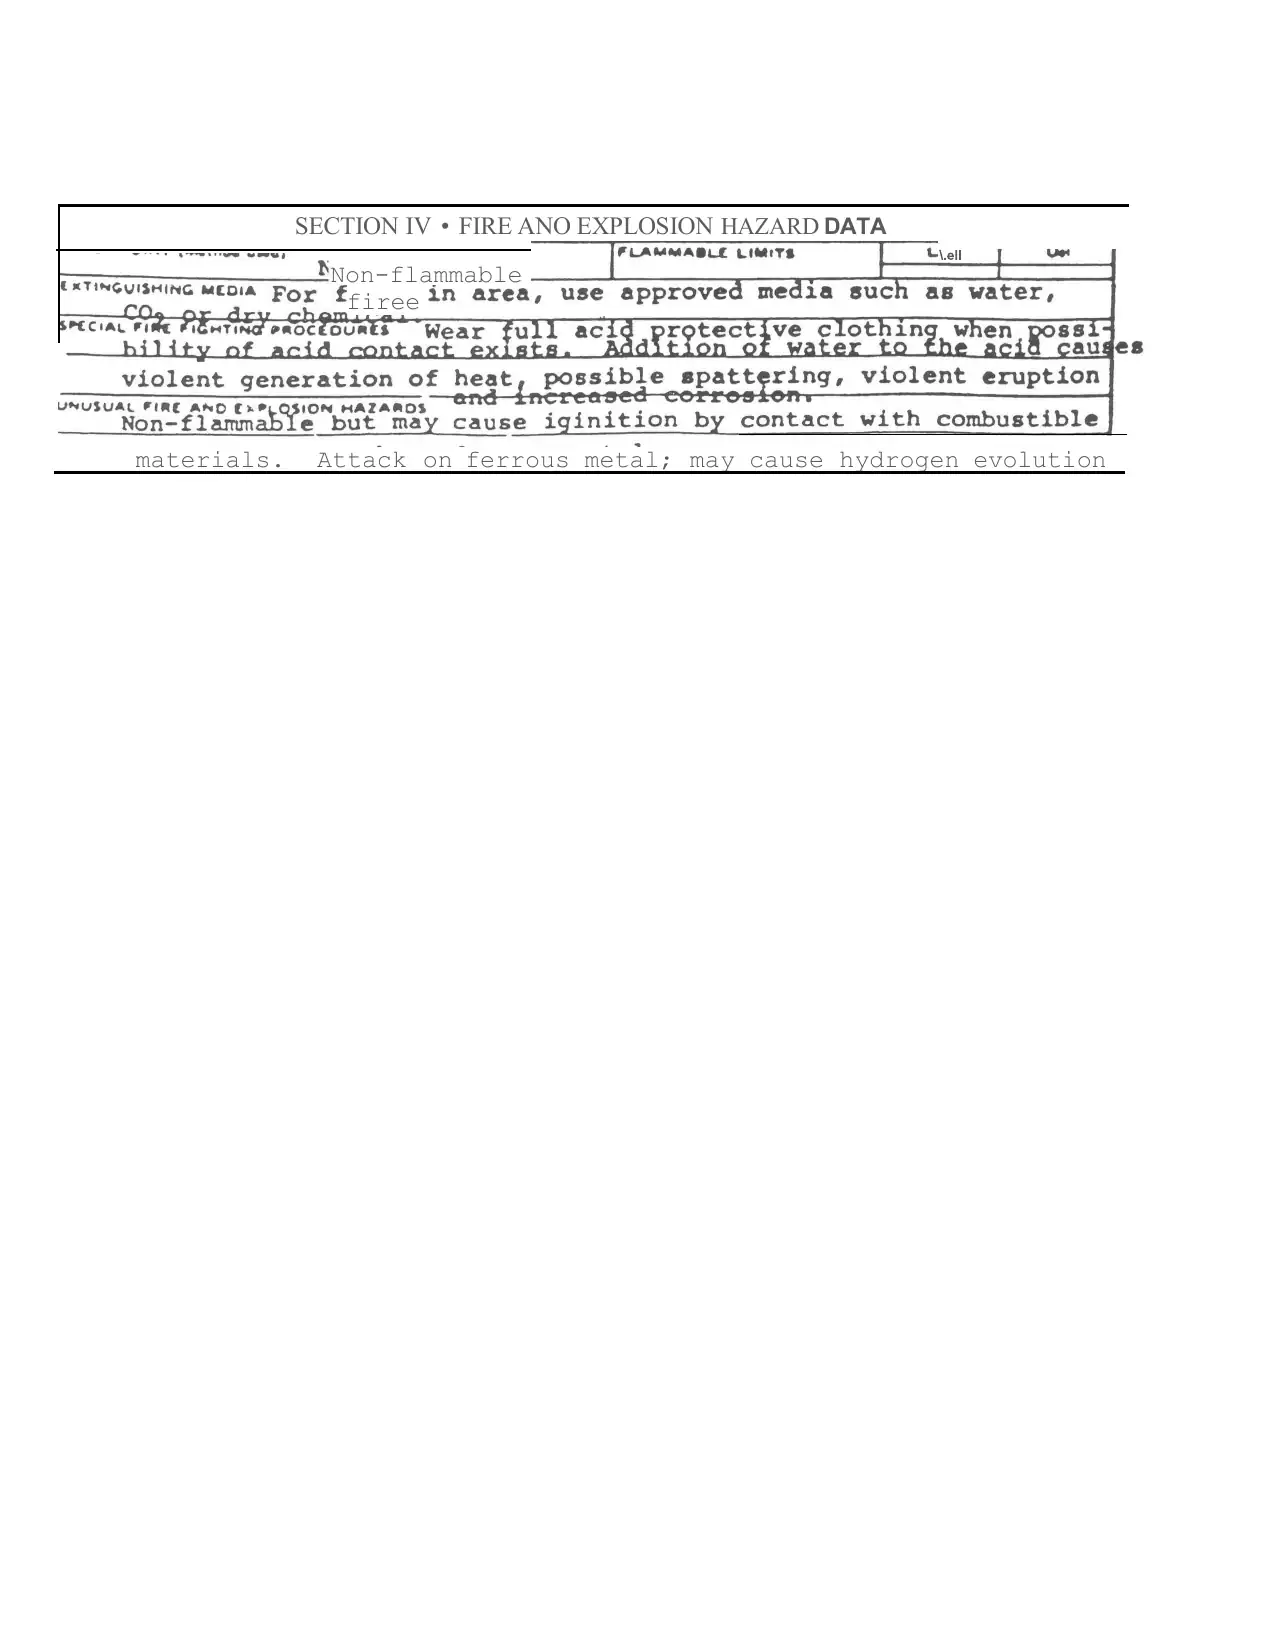 SECTION IV • FIRE ANO EXPLOSION HAZARD DATA
FLAMMABLE LIMITS
Non-flammable
EXTINGUISHING MEDIA For firee in area, use approved media such as water,
CO2 or dry chemical.
SPECIAL FIRE FIGHTING PROCEDURES Wear full acid protective clothing when possi-
bility of acid contact exists. Addition of water to the acid causes
violent generation of heat, possible spattering, violent eruption
and increased corrosion.
UNUSUAL FIRE AND EXPLOSION HAZARDS
Non-flammable but may cause iginition by contact with combustible
materials. Attack on ferrous metal; may cause hydrogen evolution